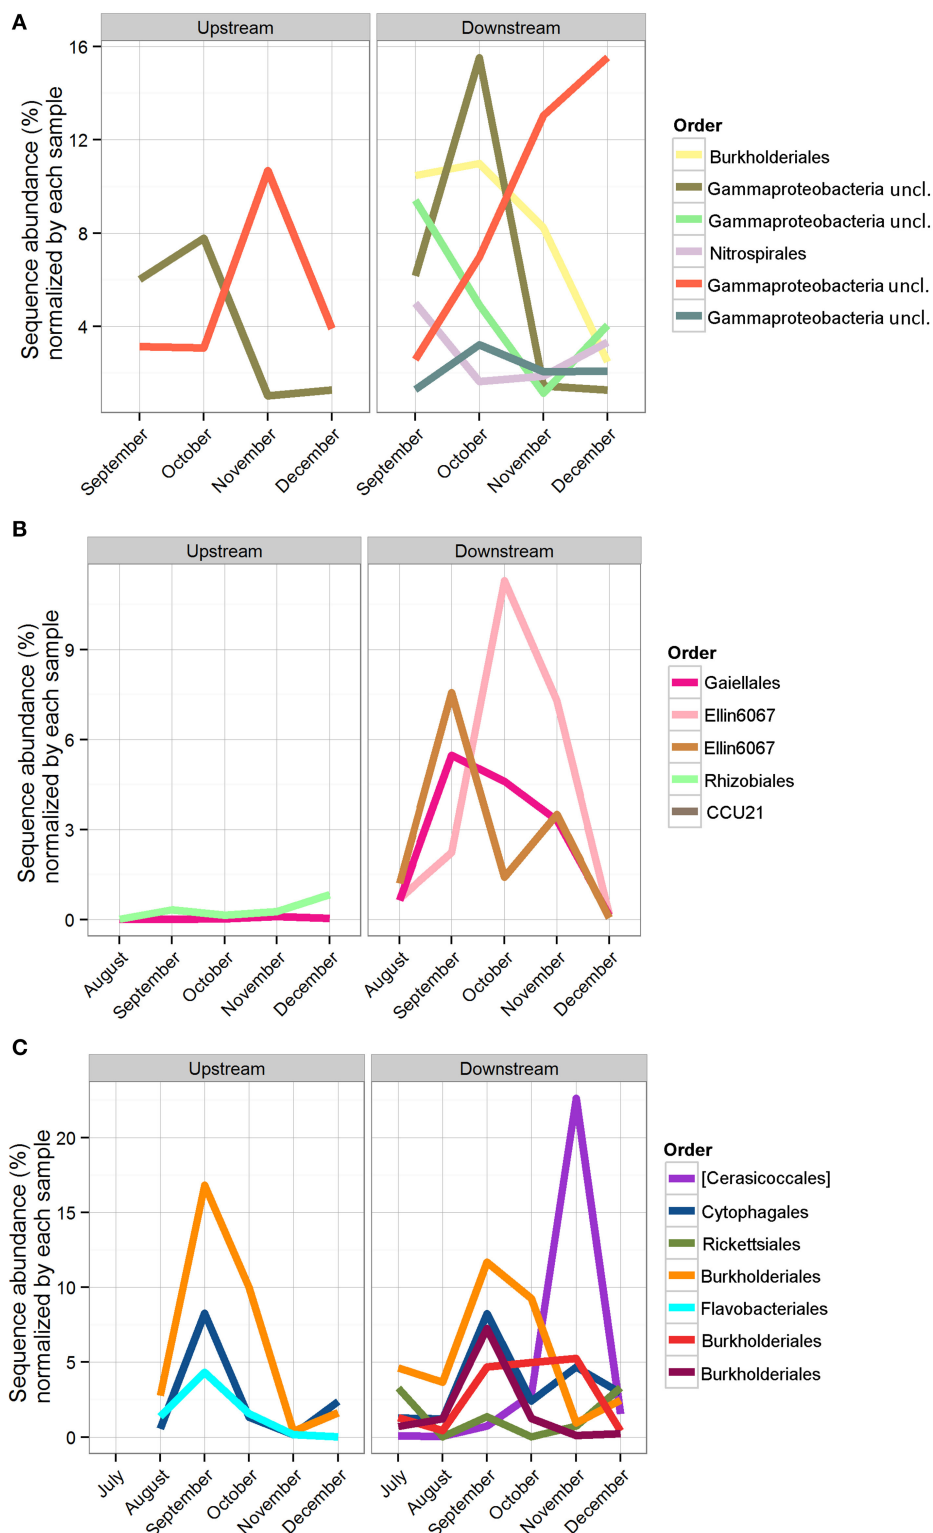 A
Upstream
Downstream
Sequence abundance (%)
normalized by each sample
16
12
8
4
September
October
November
December
September
October
November
December
Order
Burkholderiales
Gammaproteobacteria uncl.
Gammaproteobacteria uncl.
Nitrospirales
Gammaproteobacteria uncl.
Gammaproteobacteria uncl.
B
Upstream
Downstream
Sequence abundance (%)
normalized by each sample
9
6
3
0
August
September
October
November
December
August
September
October
November
December
Order
Gaiellales
Ellin6067
Ellin6067
Rhizobiales
CCU21
C
Upstream
Downstream
Sequence abundance (%)
normalized by each sample
20
15
10
5
0
July
August
September
October
November
December
July
August
September
October
November
December
Order
[Cerasicoccales]
Cytophagales
Rickettsiales
Burkholderiales
Flavobacteriales
Burkholderiales
Burkholderiales